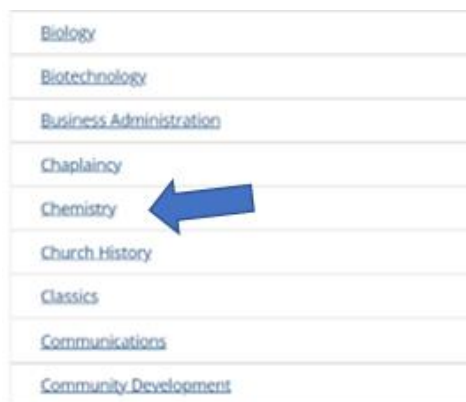 Biology
Biotechnology
Business Administration
Chaplaincy
Chemistry
Church History
Classics
Communications
Community Development